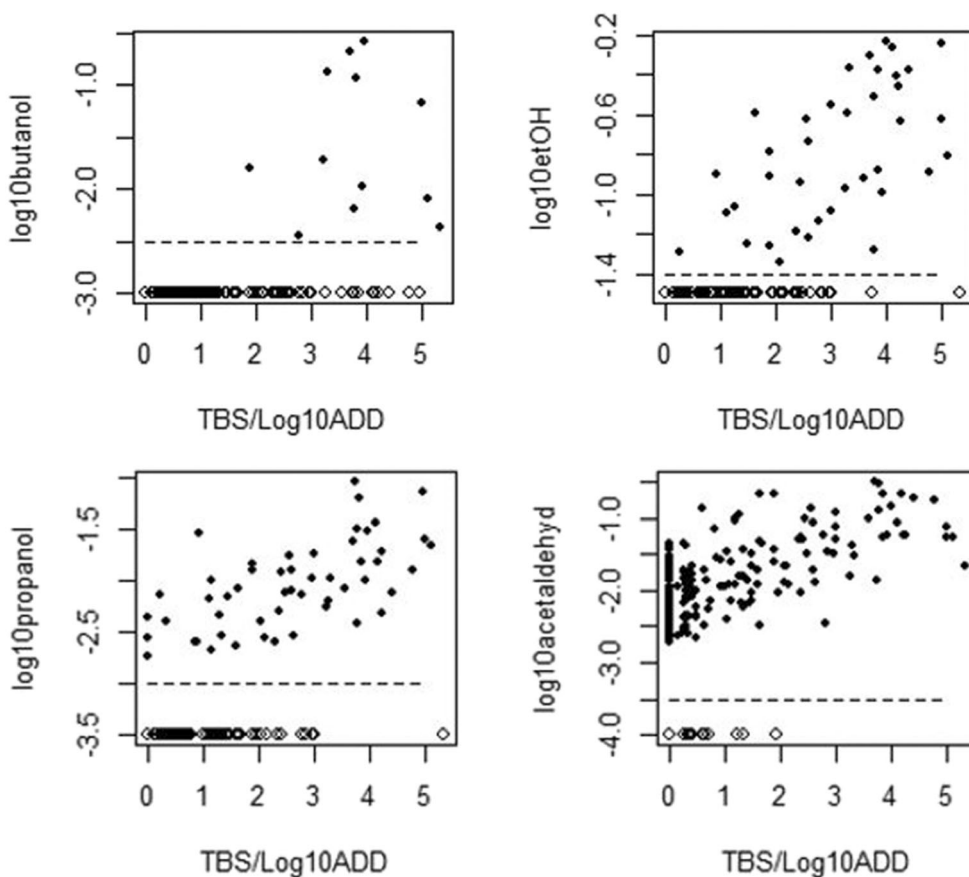 log10butanol
-1.0
-2.0
-3.0
0 1 2 3 4 5
TBS/Log10ADD
log10etOH
-0.2
-0.6
-1.0
-1.4
0 1 2 3 4 5
TBS/Log10ADD
log10propanol
-1.5
-2.5
-3.5
0 1 2 3 4 5
TBS/Log10ADD
log10acetaldehyd
-1.0
-2.0
-3.0
-4.0
0 1 2 3 4 5
TBS/Log10ADD